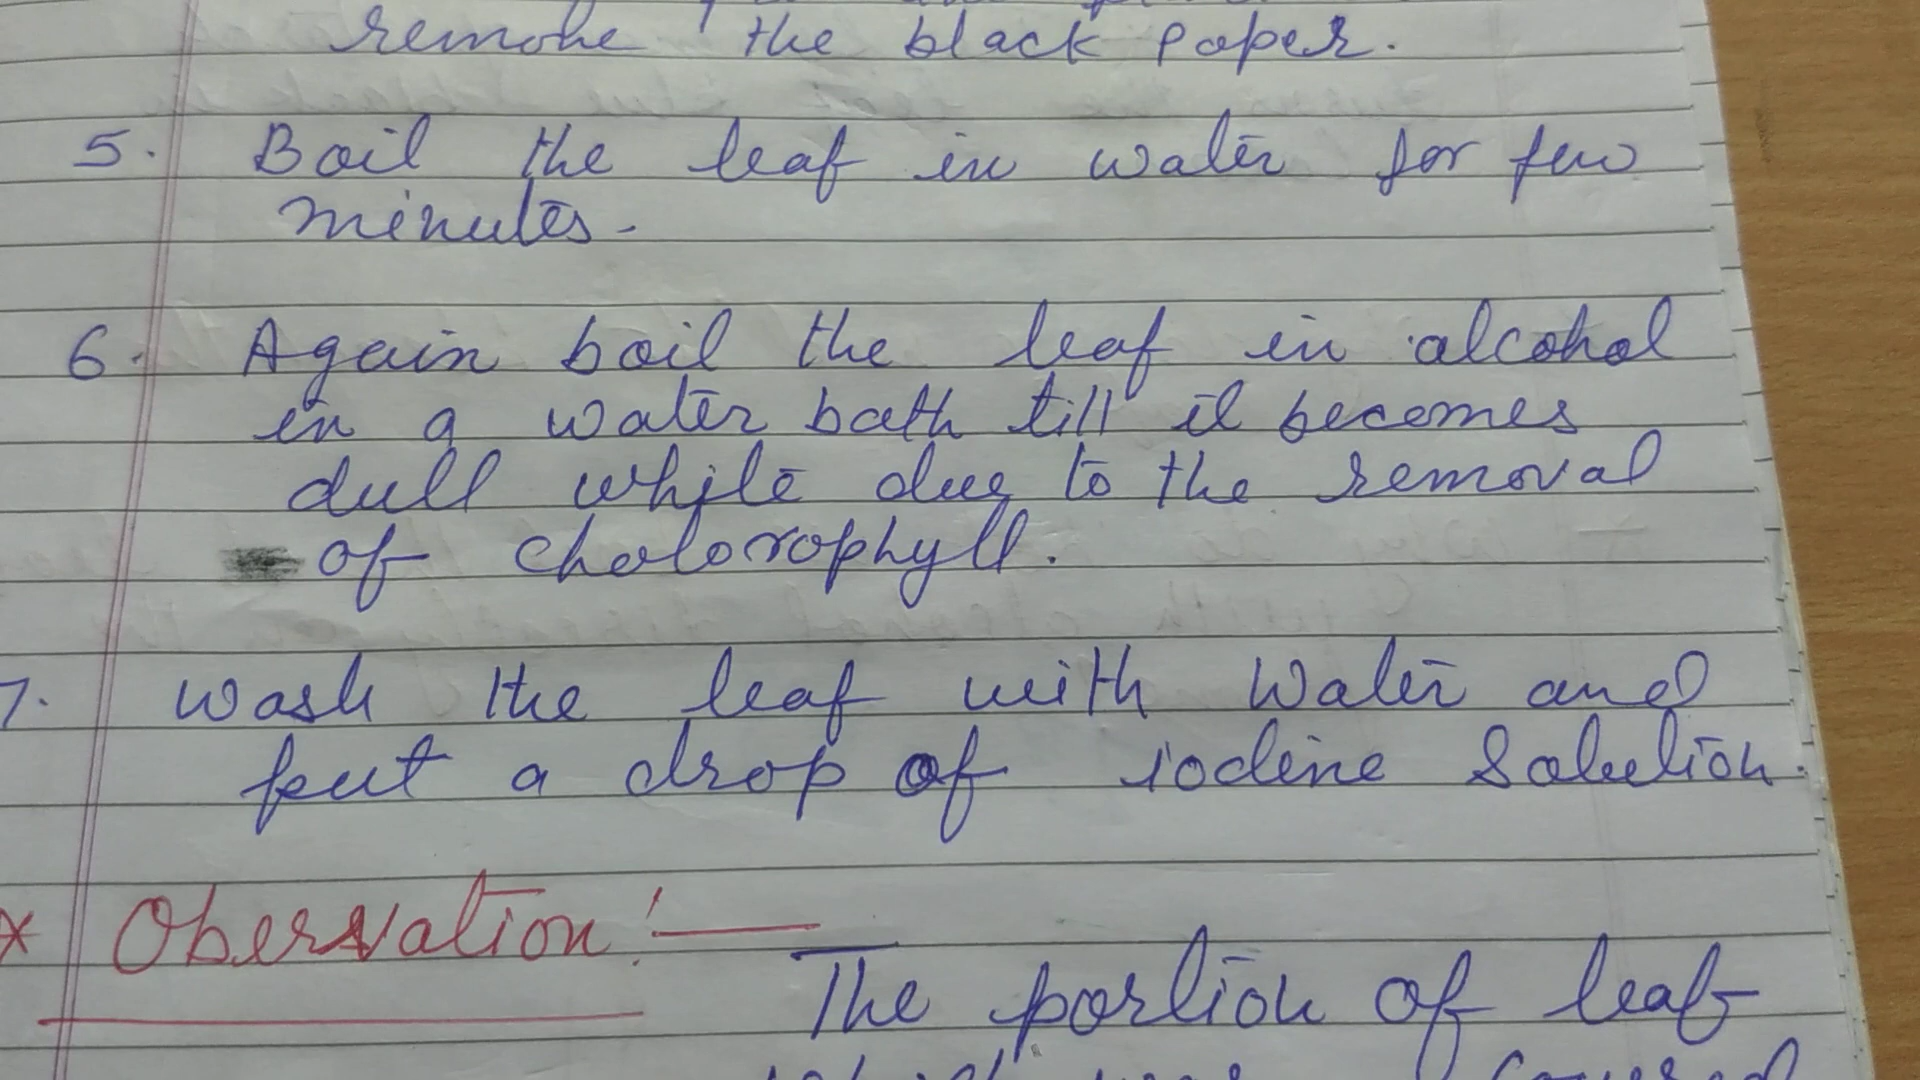 remove the black paper.
5. Boil the leaf in water for few
minutes.
6. Again boil the leaf in alcohol
in a water bath till it becomes
dull white due to the removal
of cholorophyll.
7. Wash the leaf with Water and
put a drop of iodine Solution.
* Obersvation :—
The portion of leaf
covered